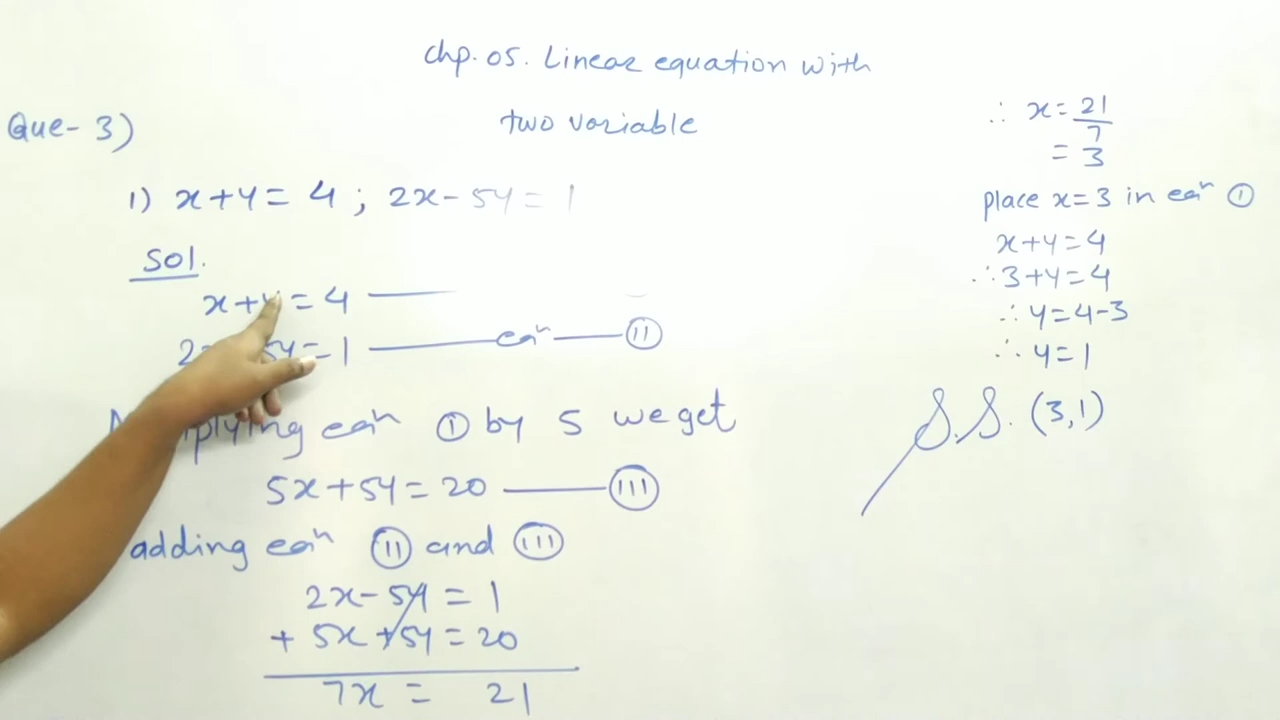 Chp. 05. Linear equation with
two variable
Que- 3)
1) x+y= 4 ; 2x- 5y = 1
Sol.
x+y= 4
5y= 1 eqⁿ II
plying eqⁿ I by 5 we get
5x+5y= 20 III
adding eqⁿ II and III
2x- 5y = 1
+ 5x +5y = 20
7x = 21
∴ x= 21
7
= 3
place x=3 in eqⁿ I
x+y=4
∴ 3+y=4
∴ y=4-3
∴ y=1
S.S. (3,1)